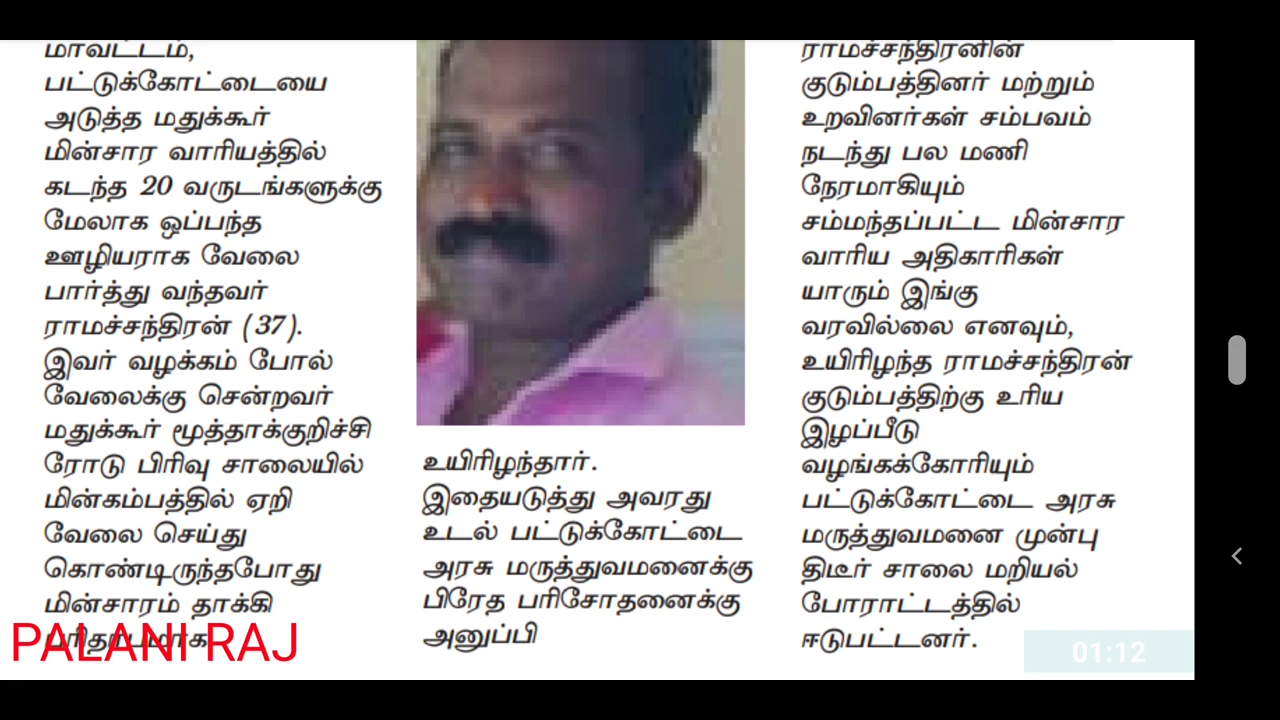 மாவட்டம்,
பட்டுக்கோட்டையை
அடுத்த மதுக்கூர்
மின்சார வாரியத்தில்
கடந்த 20 வருடங்களுக்கு
மேலாக ஒப்பந்த
ஊழியராக வேலை
பார்த்து வந்தவர்
ராமச்சந்திரன் (37).
இவர் வழக்கம் போல்
வேலைக்கு சென்றவர்
மதுக்கூர் மூத்தாக்குறிச்சி
ரோடு பிரிவு சாலையில்
மின்கம்பத்தில் ஏறி
வேலை செய்து
கொண்டிருந்தபோது
மின்சாரம் தாக்கி
பரிதாபமாக
உயிரிழந்தார்.
இதையடுத்து அவரது
உடல் பட்டுக்கோட்டை
அரசு மருத்துவமனைக்கு
பிரேத பரிசோதனைக்கு
அனுப்பி
ராமச்சந்திரனின்
குடும்பத்தினர் மற்றும்
உறவினர்கள் சம்பவம்
நடந்து பல மணி
நேரமாகியும்
சம்மந்தப்பட்ட மின்சார
வாரிய அதிகாரிகள்
யாரும் இங்கு
வரவில்லை எனவும்,
உயிரிழந்த ராமச்சந்திரன்
குடும்பத்திற்கு உரிய
இழப்பீடு
வழங்கக்கோரியும்
பட்டுக்கோட்டை அரசு
மருத்துவமனை முன்பு
திடீர் சாலை மறியல்
போராட்டத்தில்
ஈடுபட்டனர்.
PALANI RAJ
01:12